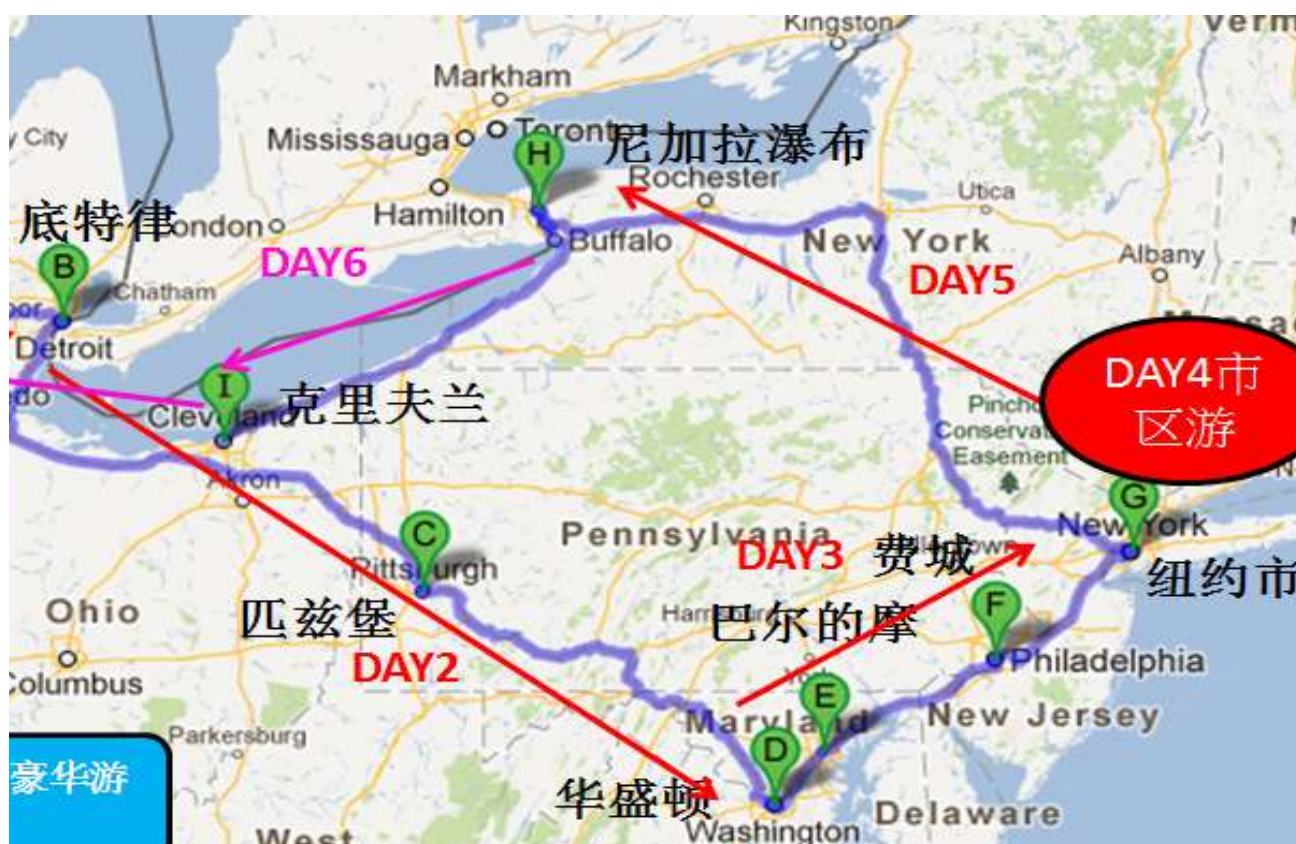 Kingston
Markham
Mississauga
Toronto
y City
H
尼加拉瀑布
Rochester
Utica
Hamilton
底特律
London
B
Buffalo
New York
Albany
DAY6
DAY5
Chatham
Detroit
DAY4市
区游
I
克里夫兰
Cleveland
Pinchot
Conservation
Easement
Akron
G
New York
C
Pennsylvania
DAY3
费城
纽约市
Pittsburgh
Ohio
匹兹堡
巴尔的摩
F
DAY2
Philadelphia
Columbus
E
Maryland
New Jersey
Parkersburg
D
豪华游
华盛顿
Washington
Delaware
West